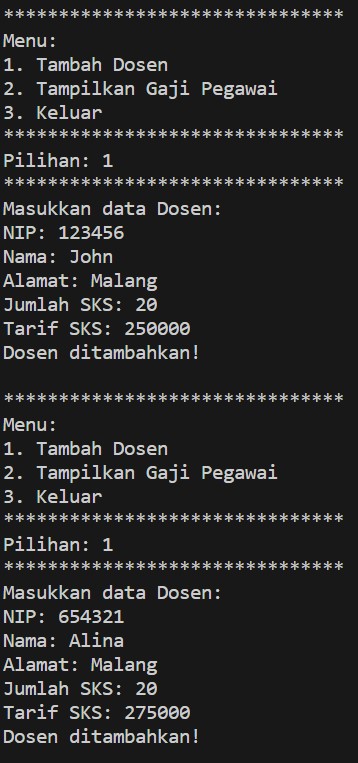 *******************************
Menu:
1. Tambah Dosen
2. Tampilkan Gaji Pegawai
3. Keluar
*******************************
Pilihan: 1
*******************************
Masukkan data Dosen:
NIP: 123456
Nama: John
Alamat: Malang
Jumlah SKS: 20
Tarif SKS: 250000
Dosen ditambahkan!

*******************************
Menu:
1. Tambah Dosen
2. Tampilkan Gaji Pegawai
3. Keluar
*******************************
Pilihan: 1
*******************************
Masukkan data Dosen:
NIP: 654321
Nama: Alina
Alamat: Malang
Jumlah SKS: 20
Tarif SKS: 275000
Dosen ditambahkan!